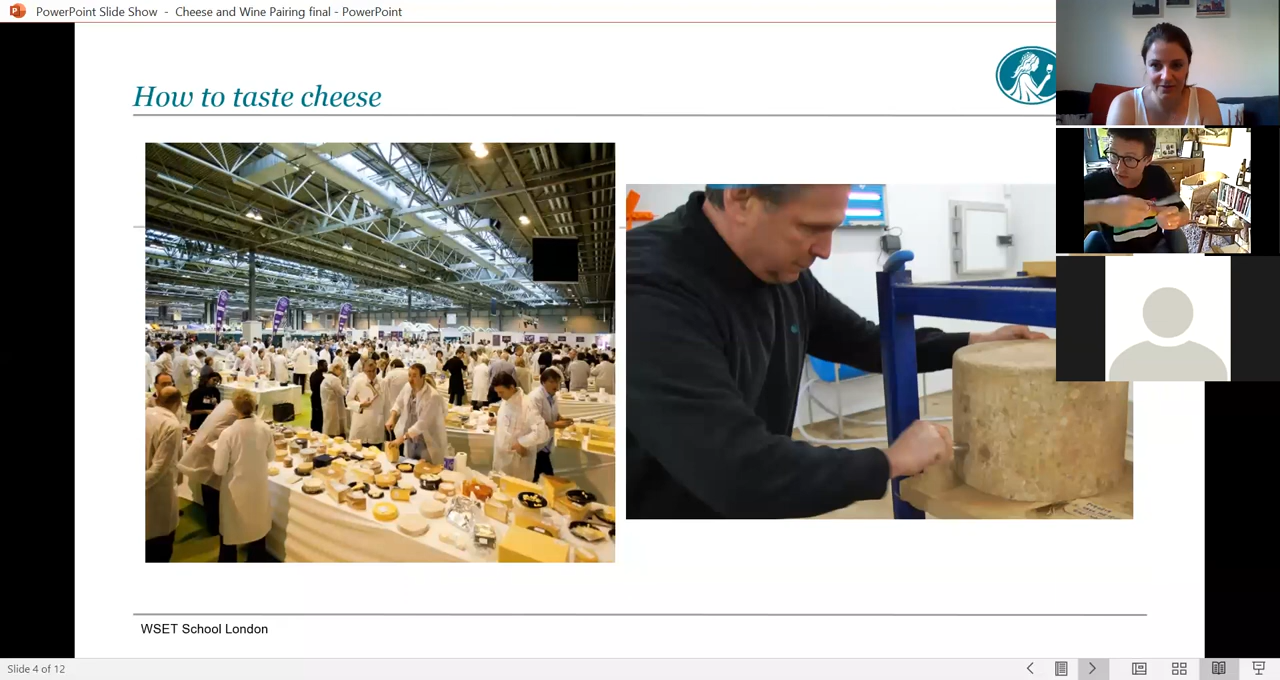 PowerPoint Slide Show - Cheese and Wine Pairing final - PowerPoint
How to taste cheese
WSET School London
Slide 4 of 12